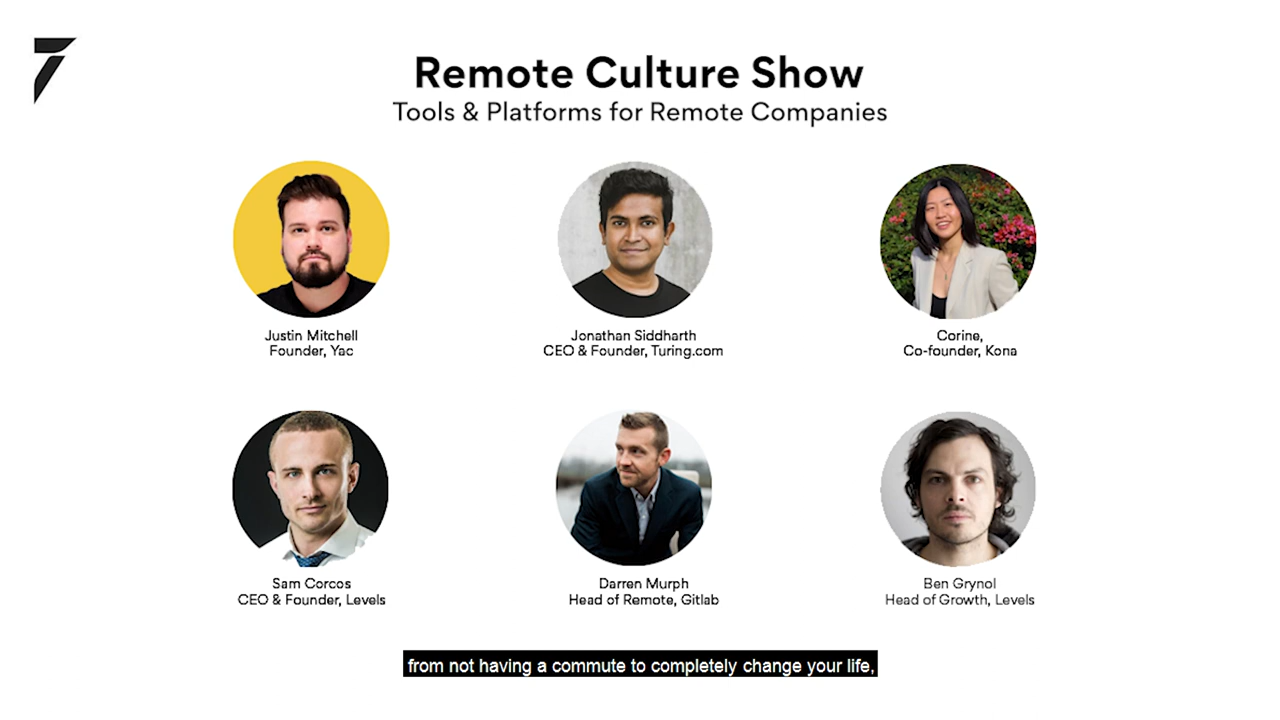 Remote Culture Show
Tools & Platforms for Remote Companies
Justin Mitchell
Founder, Yac
Jonathan Siddharth
CEO & Founder, Turing.com
Corine,
Co-founder, Kona
Sam Corcos
CEO & Founder, Levels
Darren Murph
Head of Remote, Gitlab
Ben Grynol
Head of Growth, Levels
from not having a commute to completely change your life,